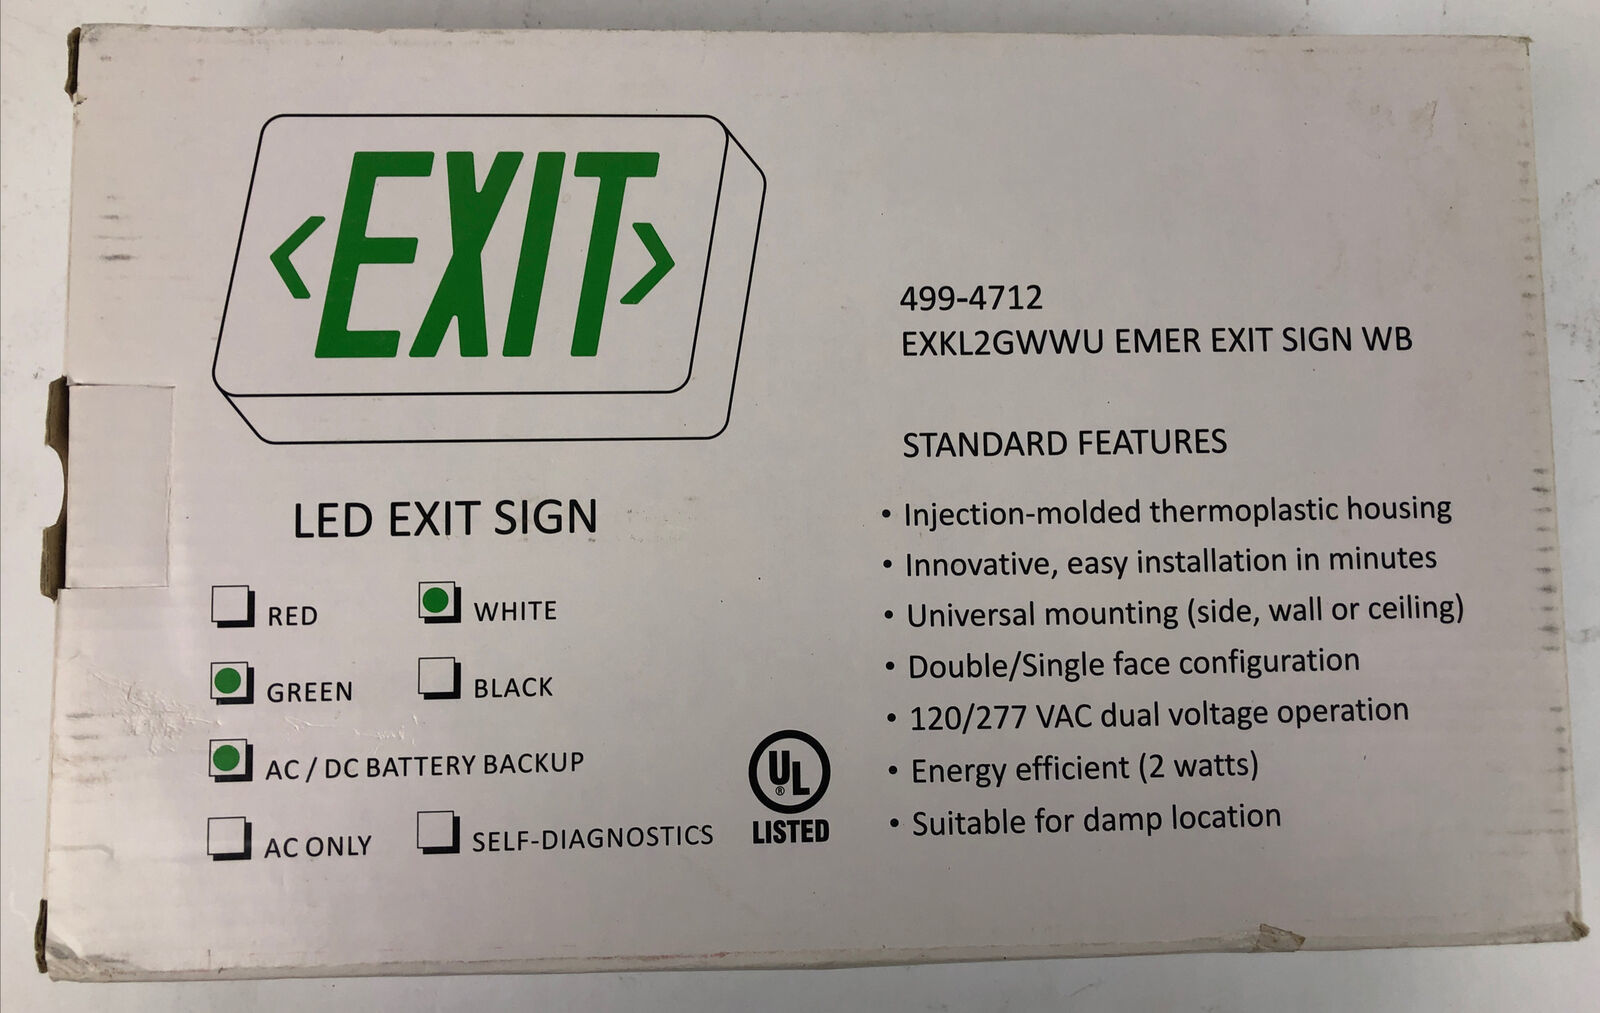 <EXIT>
LED EXIT SIGN
RED
WHITE
GREEN
BLACK
AC / DC BATTERY BACKUP
AC ONLY
SELF-DIAGNOSTICS
UL
®
LISTED
499-4712
EXKL2GWWU EMER EXIT SIGN WB
STANDARD FEATURES
• Injection-molded thermoplastic housing
• Innovative, easy installation in minutes
• Universal mounting (side, wall or ceiling)
• Double/Single face configuration
• 120/277 VAC dual voltage operation
• Energy efficient (2 watts)
• Suitable for damp location